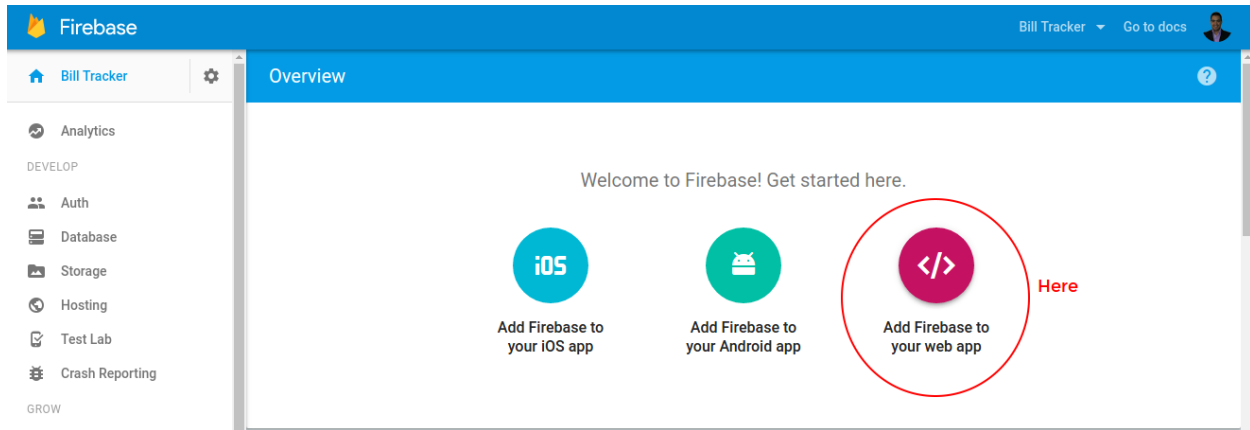 Firebase
Bill Tracker
Go to docs
Bill Tracker
Overview
?
Analytics
DEVELOP
Auth
Database
Storage
Hosting
Test Lab
Crash Reporting
GROW
Welcome to Firebase! Get started here.
iOS
</>
Here
Add Firebase to
your iOS app
Add Firebase to
your Android app
Add Firebase to
your web app